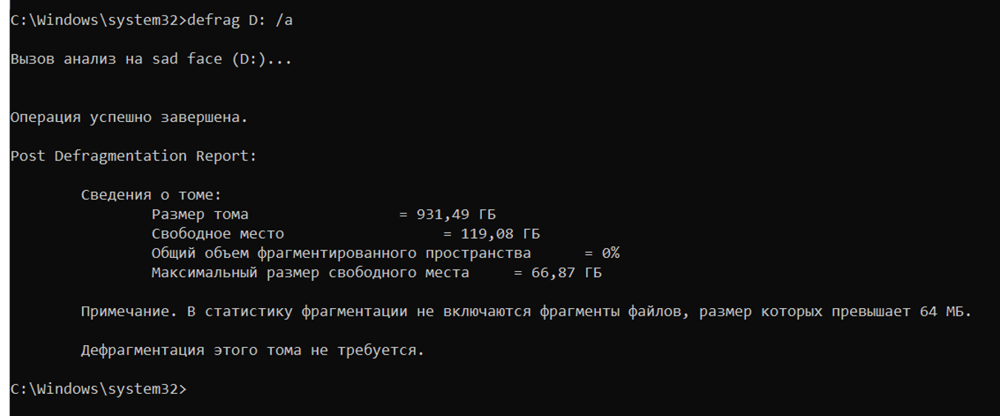 C:\Windows\system32>defrag D: /a
Вызов анализ на sad face (D:)...
Операция успешно завершена.
Post Defragmentation Report:
Сведения о томе:
Размер тома = 931,49 ГБ
Свободное место = 119,08 ГБ
Общий объем фрагментированного пространства = 0%
Максимальный размер свободного места = 66,87 ГБ
Примечание. В статистику фрагментации не включаются фрагменты файлов, размер которых превышает 64 МБ.
Дефрагментация этого тома не требуется.
C:\Windows\system32>